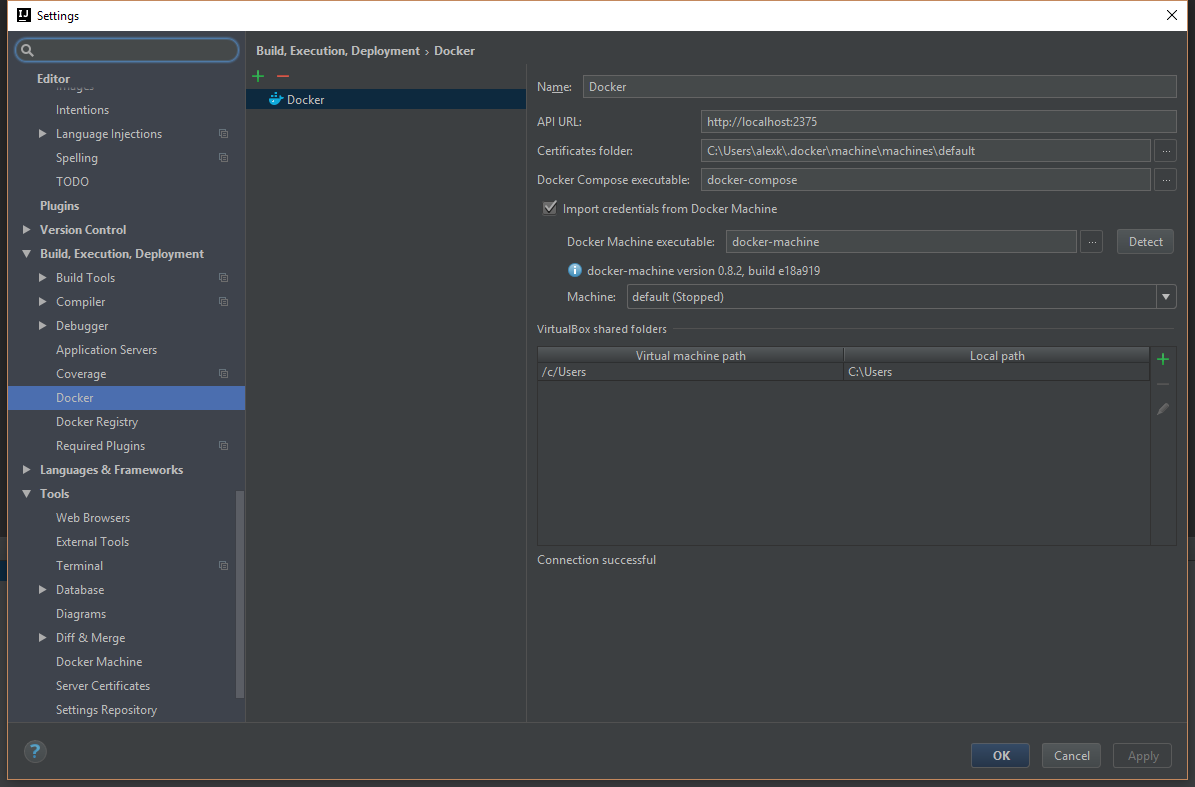 Settings
Editor
Images
Intentions
Language Injections
Spelling
TODO
Plugins
Version Control
Build, Execution, Deployment
Build Tools
Compiler
Debugger
Application Servers
Coverage
Docker
Docker Registry
Required Plugins
Languages & Frameworks
Tools
Web Browsers
External Tools
Terminal
Database
Diagrams
Diff & Merge
Docker Machine
Server Certificates
Settings Repository
Build, Execution, Deployment › Docker
Docker
Name: Docker
API URL: http://localhost:2375
Certificates folder: C:\Users\alexk\.docker\machine\machines\default ...
Docker Compose executable: docker-compose ...
Import credentials from Docker Machine
Docker Machine executable: docker-machine ... Detect
docker-machine version 0.8.2, build e18a919
Machine: default (Stopped)
VirtualBox shared folders
Virtual machine path Local path
/c/Users C:\Users
Connection successful
? OK Cancel Apply